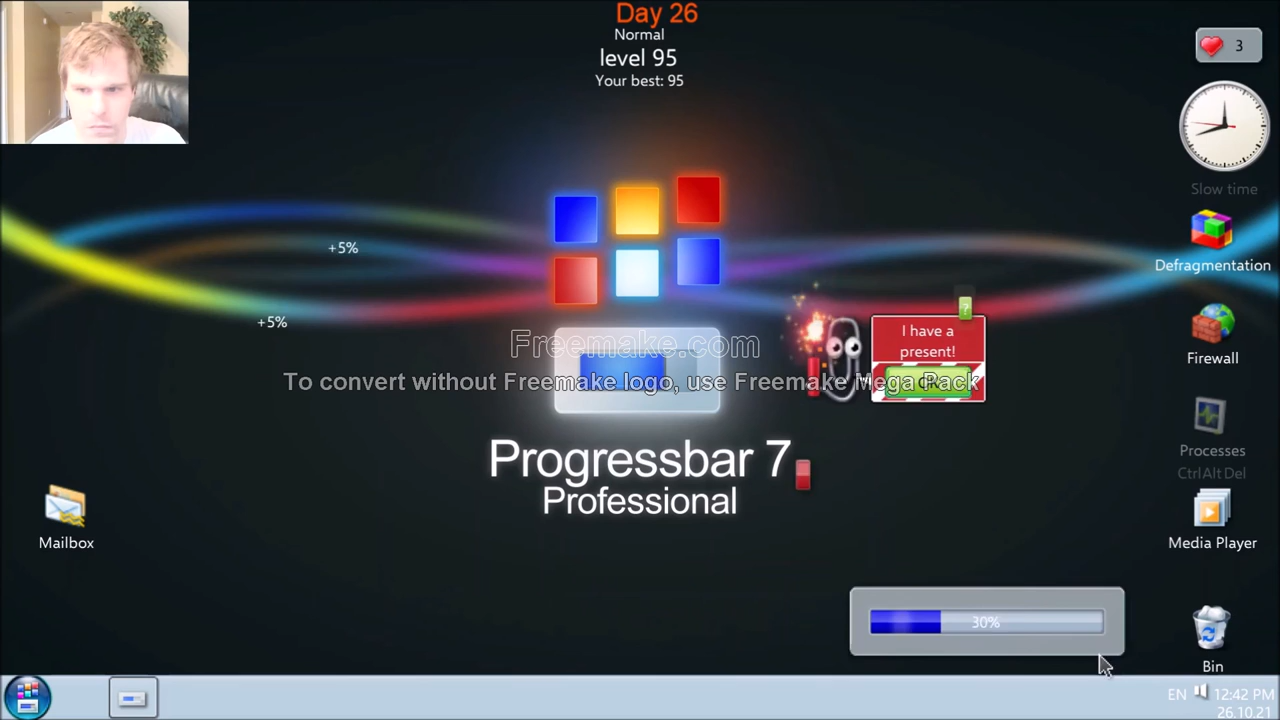 Day 26
Normal
level 95
Your best: 95
3
Slow time
+5%
Defragmentation
+5%
?
I have a
present!
Firewall
Freemake.com
To convert without Freemake logo, use Freemake Mega Pack
Progressbar 7
Professional
Processes
CtrlAlt Del
Mailbox
Media Player
30%
Bin
EN 12:42 PM
26.10.21